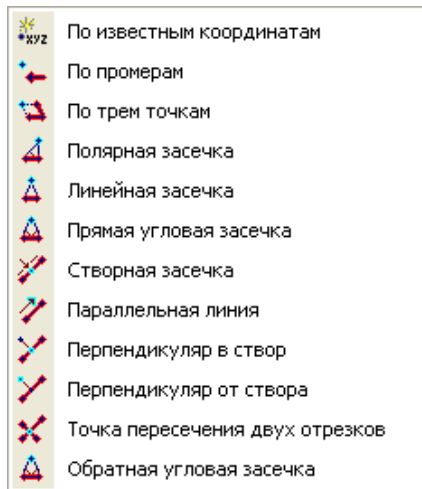 xyz По известным координатам
По промерам
По трем точкам
Полярная засечка
Линейная засечка
Прямая угловая засечка
Створная засечка
Параллельная линия
Перпендикуляр в створ
Перпендикуляр от створа
Точка пересечения двух отрезков
Обратная угловая засечка